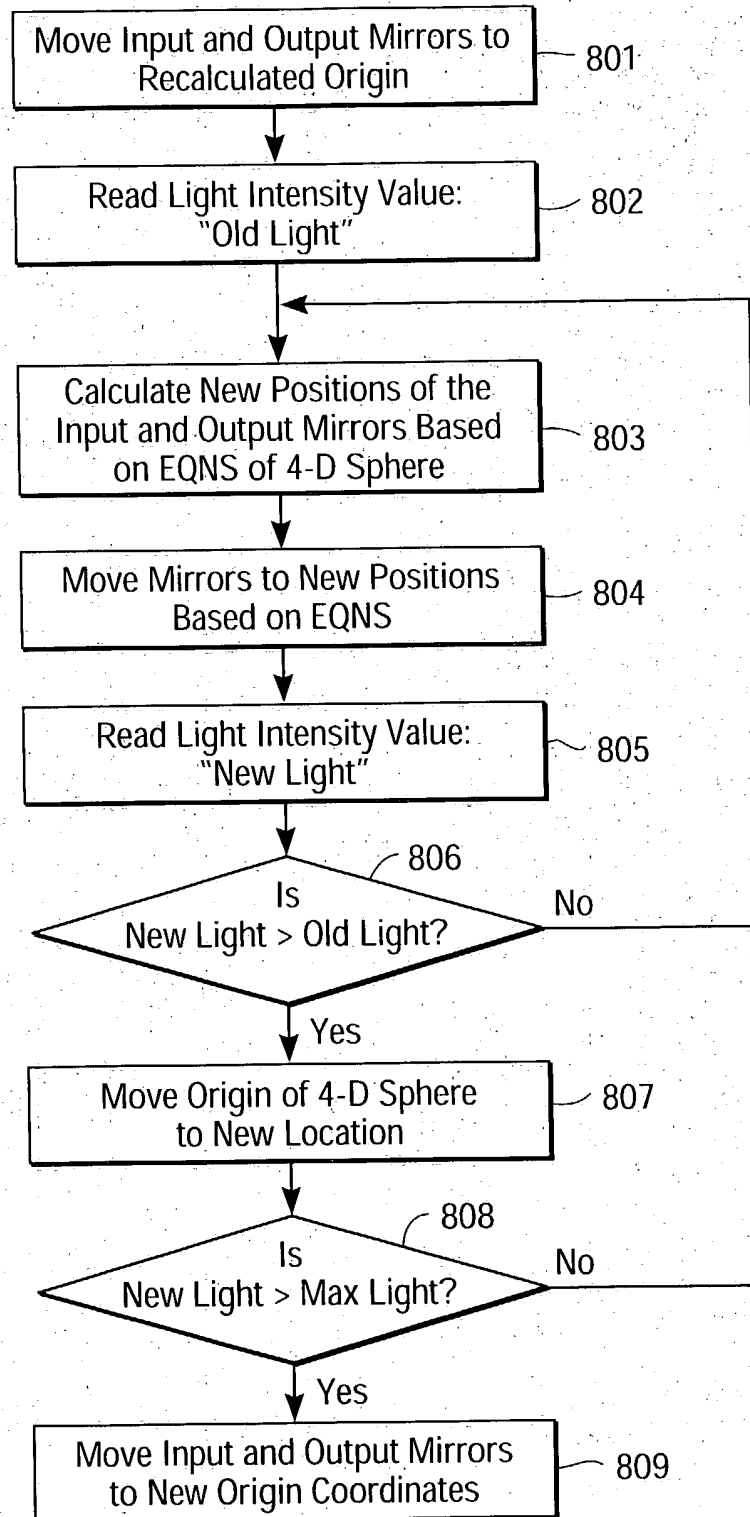 Move Input and Output Mirrors to
Recalculated Origin
801
Read Light Intensity Value:
"Old Light"
802
Calculate New Positions of the
Input and Output Mirrors Based
on EQNS of 4-D Sphere
803
Move Mirrors to New Positions
Based on EQNS
804
Read Light Intensity Value:
"New Light"
805
806
Is
New Light > Old Light?
No
Yes
Move Origin of 4-D Sphere
to New Location
807
808
Is
New Light > Max Light?
No
Yes
Move Input and Output Mirrors
to New Origin Coordinates
809